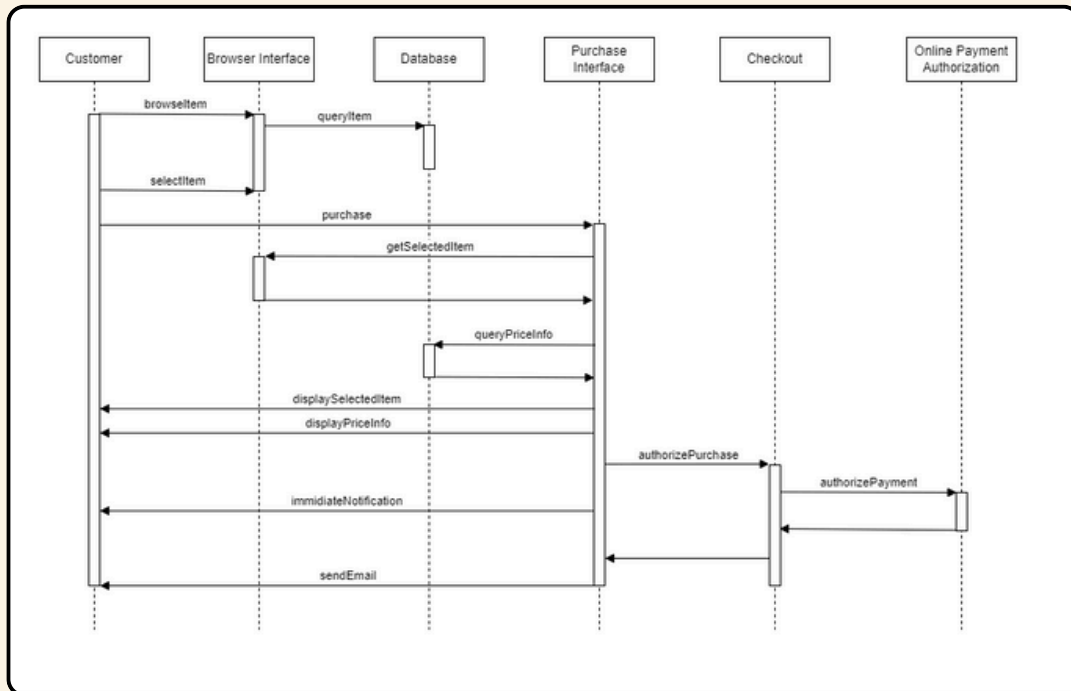 Customer
Browser Interface
Database
Purchase
Interface
Checkout
Online Payment
Authorization
browseItem
queryItem
selectItem
purchase
getSelectedItem
queryPriceInfo
displaySelectedItem
displayPriceInfo
authorizePurchase
authorizePayment
immidiateNotification
sendEmail